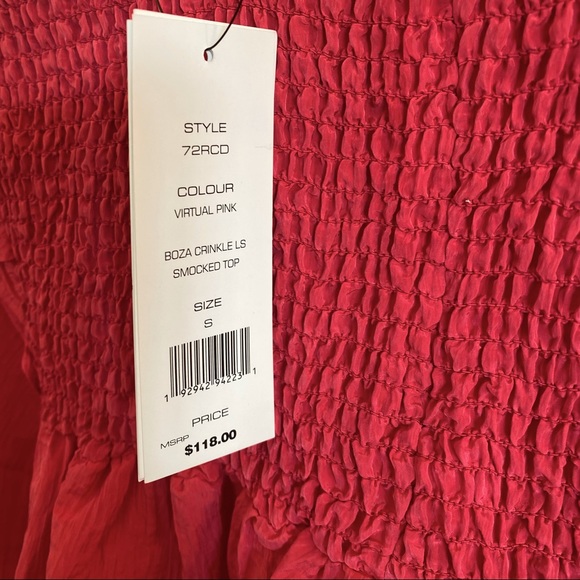 STYLE
72RCD
COLOUR
VIRTUAL PINK
BOZA CRINKLE LS
SMOCKED TOP
SIZE
S
1 92942 94223 1
PRICE
MSRP $118.00